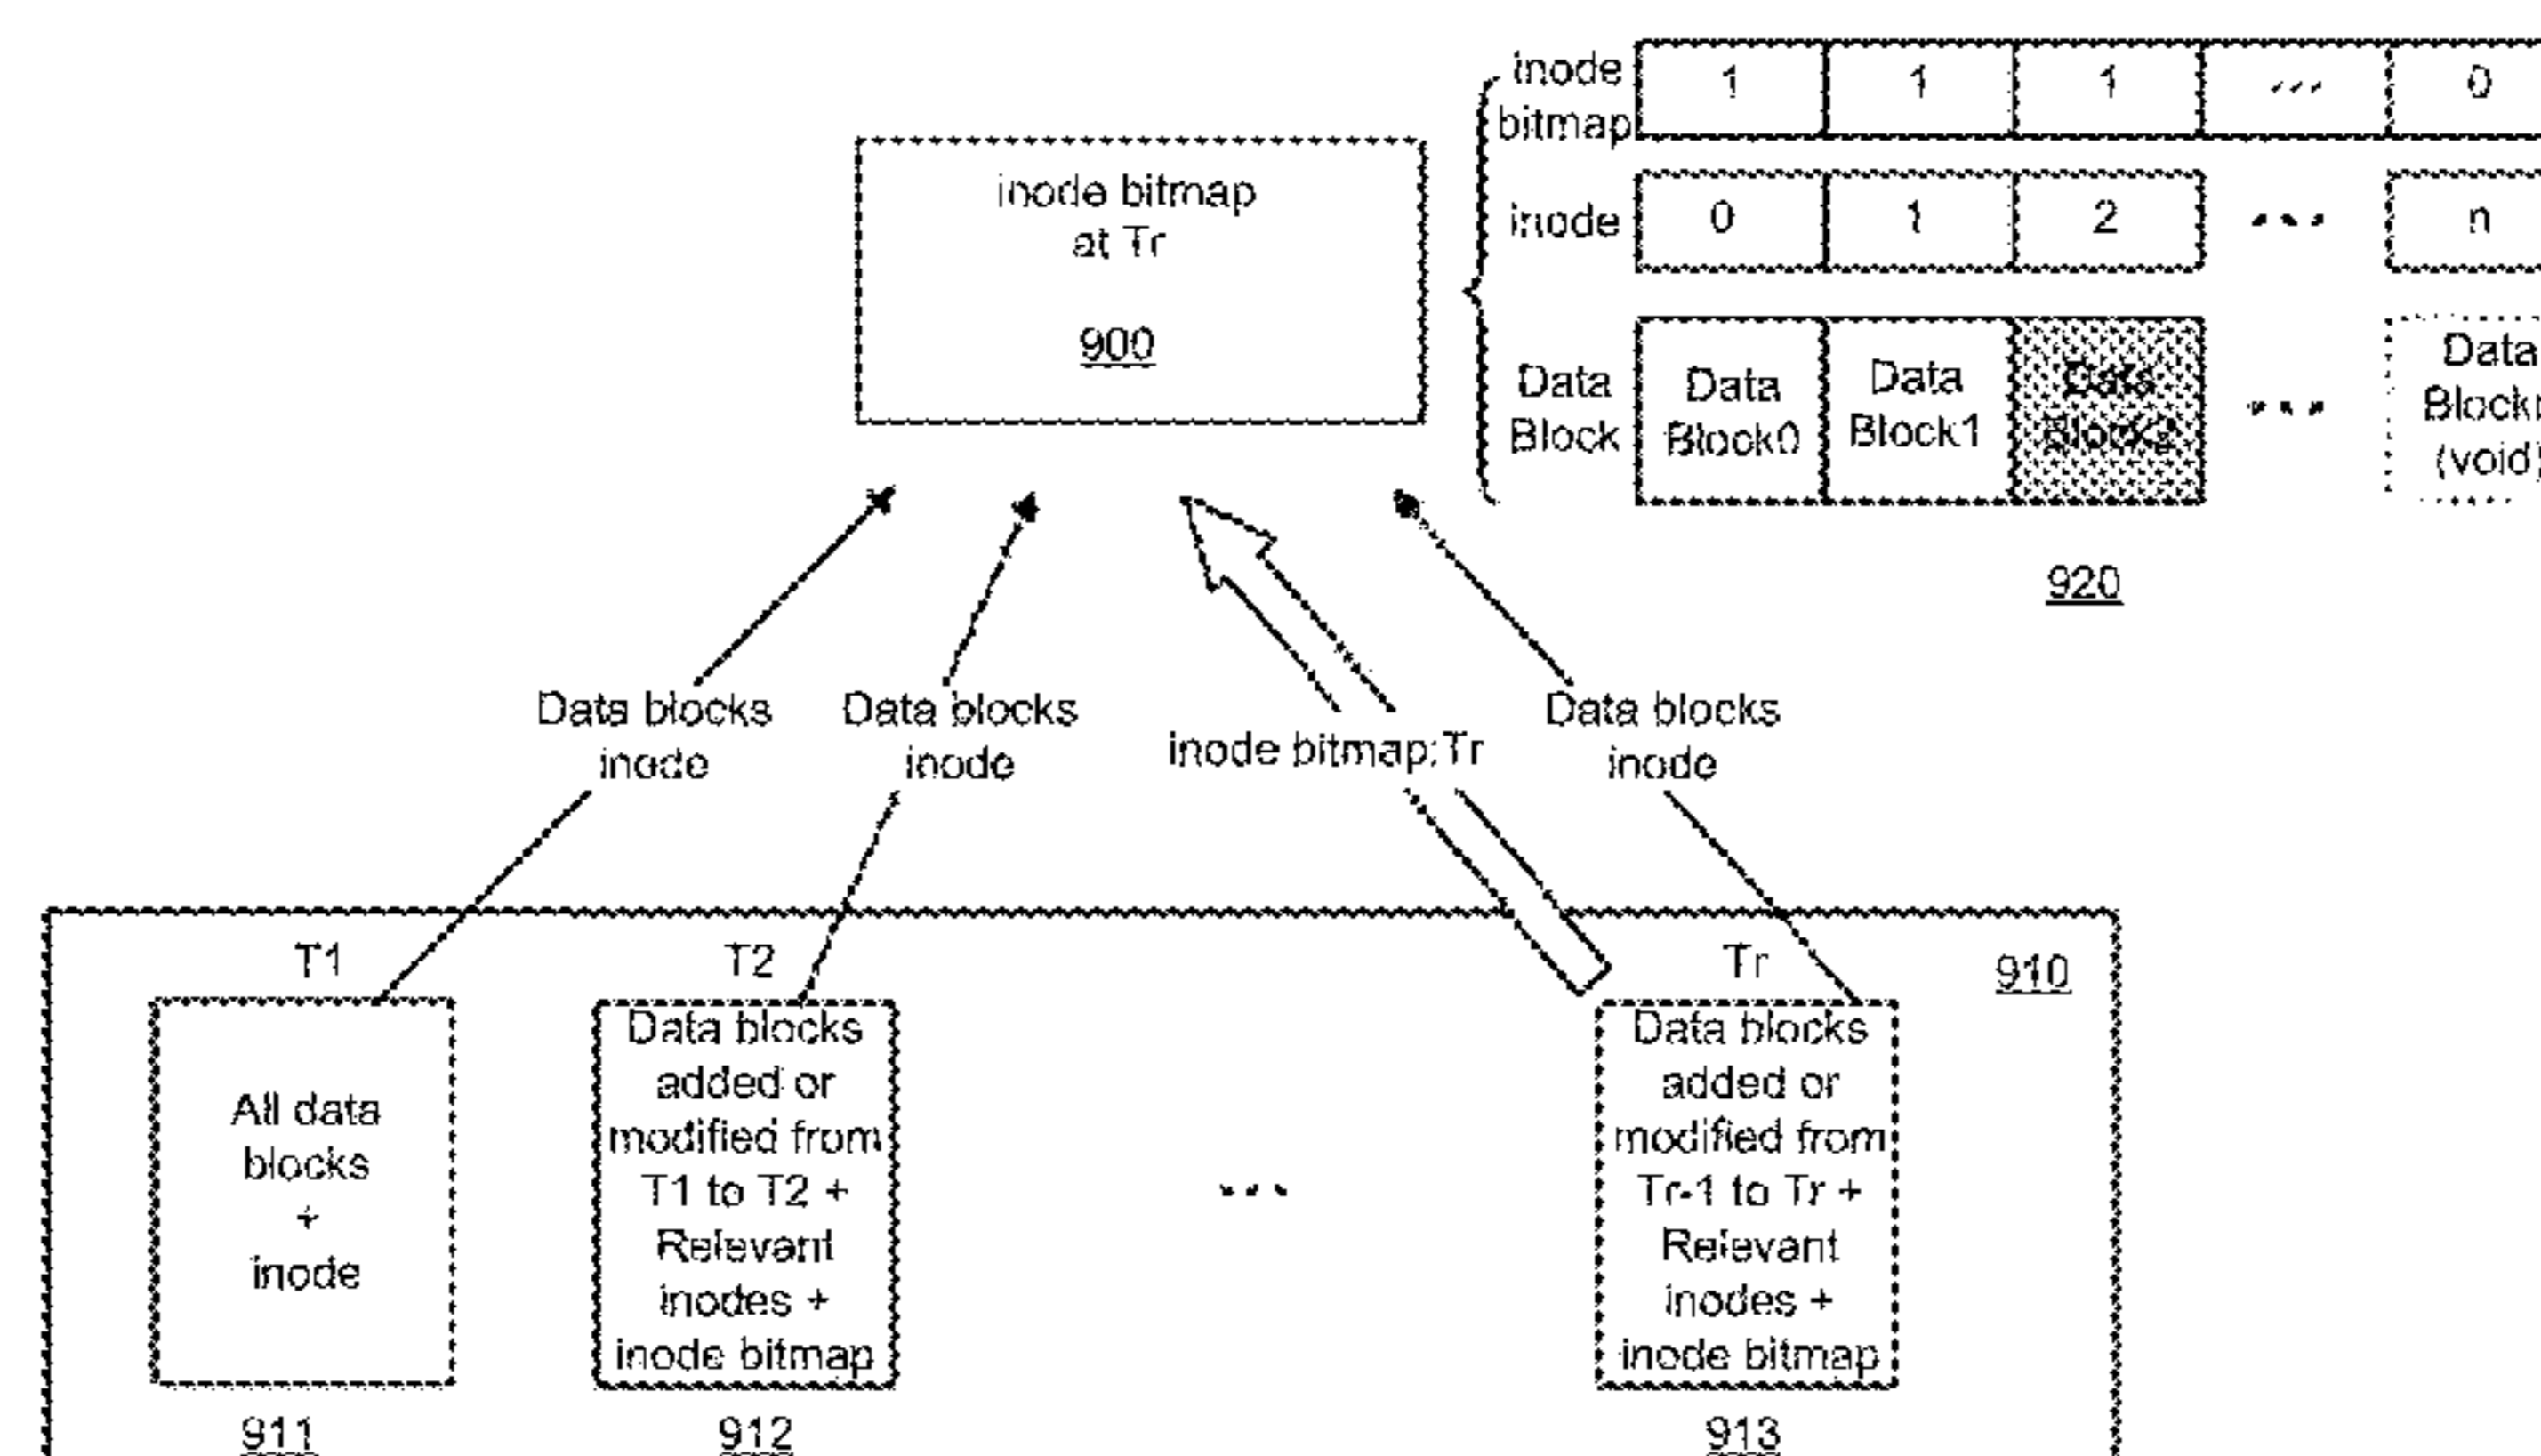 inode bitmap
at Tr
900
inode
bitmap
1 1 1 ... 0
inode
0 1 2 ... n
Data
Block
Data
Block0
Data
Block1
Data
...
Data
(void)
920
Data blocks
inode
Data blocks
inode
inode bitmap:Tr
Data blocks
inode
910
T1
All data
blocks
+
inode
911
T2
Data blocks
added or
modified from
T1 to T2 +
Relevant
inodes +
inode bitmap
912
...
Tr
Data blocks
added or
modified from
Tr-1 to Tr +
Relevant
inodes +
inode bitmap
913